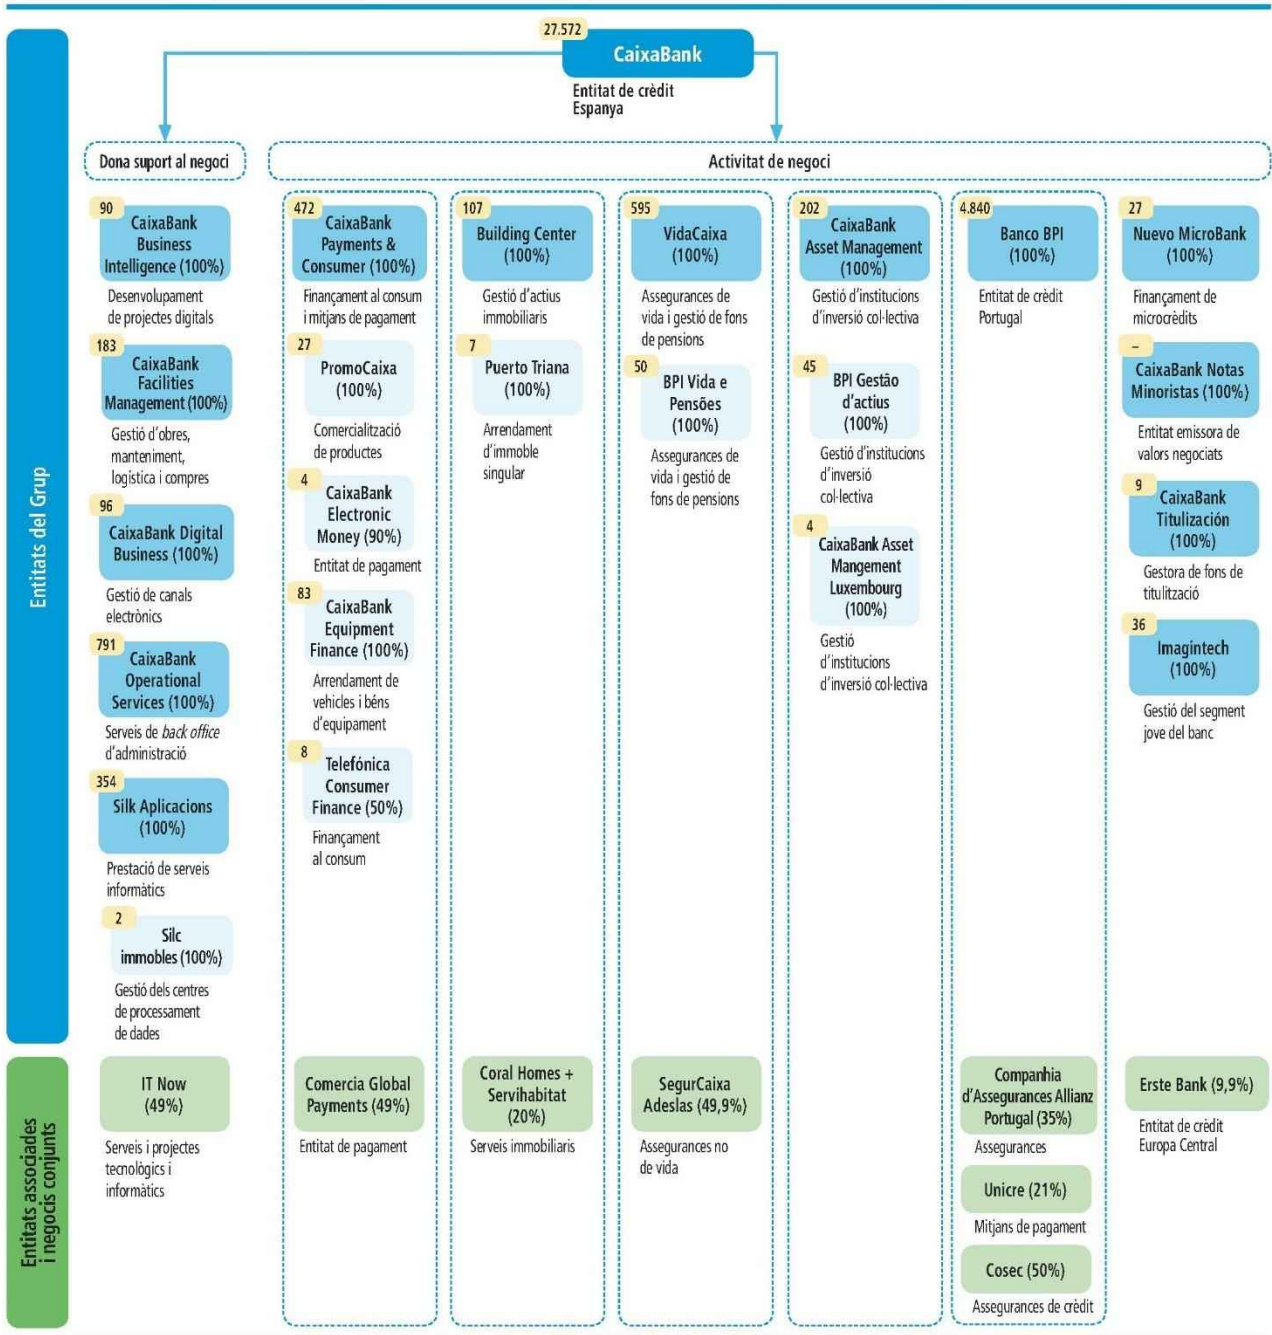 27.572
CaixaBank
Entitat de crèdit
Espanya
Dona suport al negoci
Activitat de negoci
Entitats del Grup
90
CaixaBank
Business
Intelligence (100%)
Desenvolupament
de projectes digitals
183
CaixaBank
Facilities
Management (100%)
Gestió d'obres,
manteniment,
logística i compres
96
CaixaBank Digital
Business (100%)
Gestió de canals
electrònics
791
CaixaBank
Operational
Services (100%)
Serveis de back office
d'administració
354
Silk Aplicacions
(100%)
Prestació de serveis
informàtics
2
Silc
immobles (100%)
Gestió dels centres
de processament
de dades
472
CaixaBank
Payments &
Consumer (100%)
Finançament al consum
i mitjans de pagament
27
PromoCaixa
(100%)
Comercialització
de productes
4
CaixaBank
Electronic
Money (90%)
Entitat de pagament
83
CaixaBank
Equipment
Finance (100%)
Arrendament de
vehicles i béns
d'equipament
8
Telefónica
Consumer
Finance (50%)
Finançament
al consum
107
Building Center
(100%)
Gestió d'actius
immobiliaris
7
Puerto Triana
(100%)
Arrendament
d'immoble
singular
595
VidaCaixa
(100%)
Assegurances de
vida i gestió de fons
de pensions
50
BPI Vida e
Pensões
(100%)
Assegurances de
vida i gestió de
fons de pensions
202
CaixaBank
Asset Management
(100%)
Gestió d'institucions
d'inversió col·lectiva
45
BPI Gestão
d'actius
(100%)
Gestió d'institucions
d'inversió
col·lectiva
4
CaixaBank Asset
Mangement
Luxembourg
(100%)
Gestió
d'institucions
d'inversió col·lectiva
4.840
Banco BPI
(100%)
Entitat de crèdit
Portugal
27
Nuevo MicroBank
(100%)
Finançament de
microcrèdits
–
CaixaBank Notas
Minoristas (100%)
Entitat emissora de
valors negociats
9
CaixaBank
Titulización
(100%)
Gestora de fons de
titulització
36
Imagintech
(100%)
Gestió del segment
jove del banc
Entitats associades
i negocis conjunts
IT Now
(49%)
Serveis i projectes
tecnològics i
informàtics
Comercia Global
Payments (49%)
Entitat de pagament
Coral Homes +
Servihabitat
(20%)
Serveis immobiliaris
SegurCaixa
Adeslas (49,9%)
Assegurances no
de vida
Companhia
d'Assegurances Allianz
Portugal (35%)
Assegurances
Unicre (21%)
Mitjans de pagament
Cosec (50%)
Assegurances de crèdit
Erste Bank (9,9%)
Entitat de crèdit
Europa Central